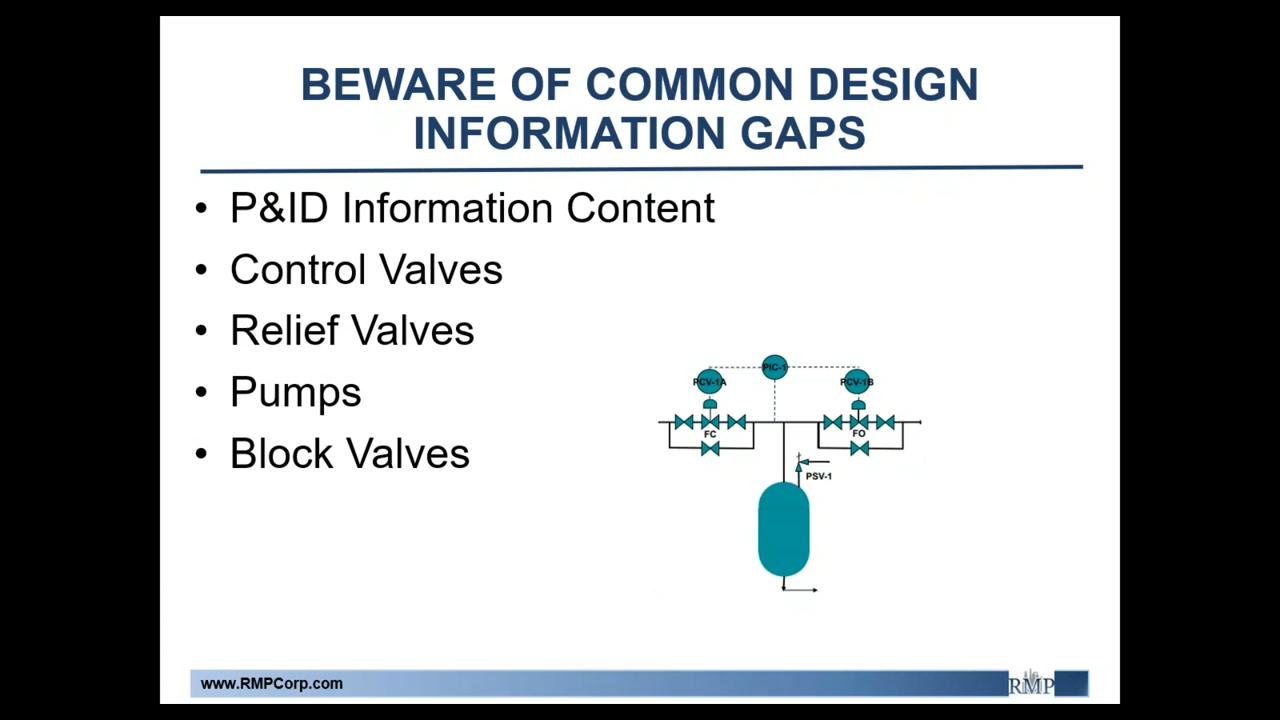 BEWARE OF COMMON DESIGN
INFORMATION GAPS
• P&ID Information Content
• Control Valves
• Relief Valves
• Pumps
• Block Valves
PIC-1
PCV-1A
PCV-1B
FC
FO
PSV-1
www.RMPCorp.com
RMP